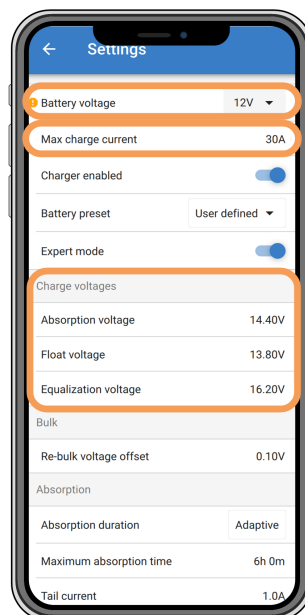 Settings
Battery voltage 12V
Max charge current 30A
Charger enabled
Battery preset User defined
Expert mode
Charge voltages
Absorption voltage 14.40V
Float voltage 13.80V
Equalization voltage 16.20V
Bulk
Re-bulk voltage offset 0.10V
Absorption
Absorption duration Adaptive
Maximum absorption time 6h 0m
Tail current 1.0A